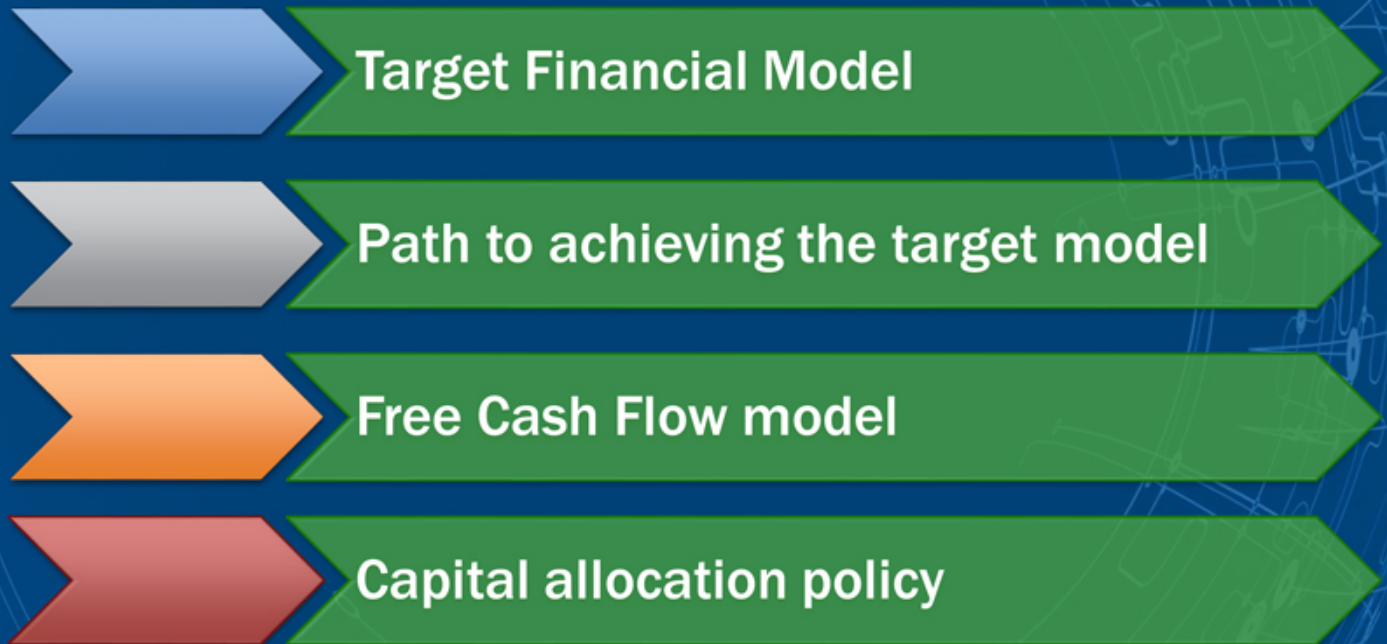 Target Financial Model
Path to achieving the target model
Free Cash Flow model
Capital allocation policy